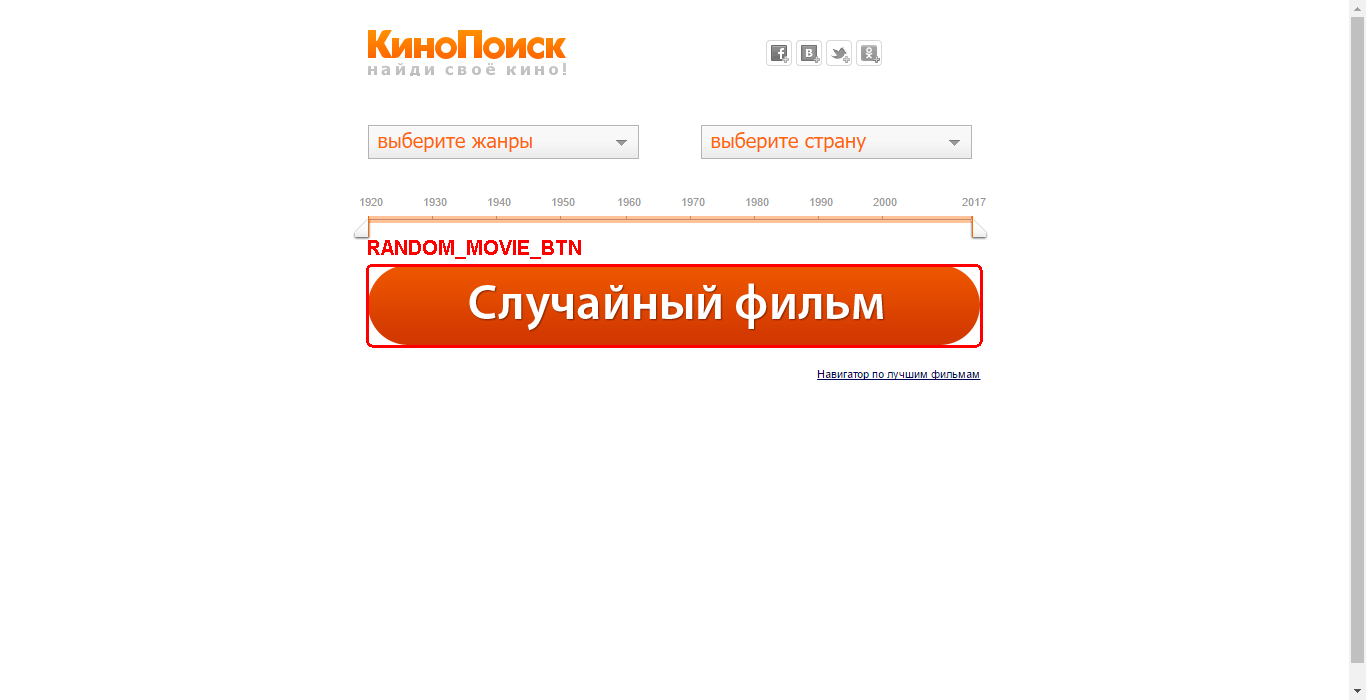 КиноПоиск
найди своё кино!
выберите жанры
выберите страну
1920 1930 1940 1950 1960 1970 1980 1990 2000 2017
RANDOM_MOVIE_BTN
Случайный фильм
Навигатор по лучшим фильмам